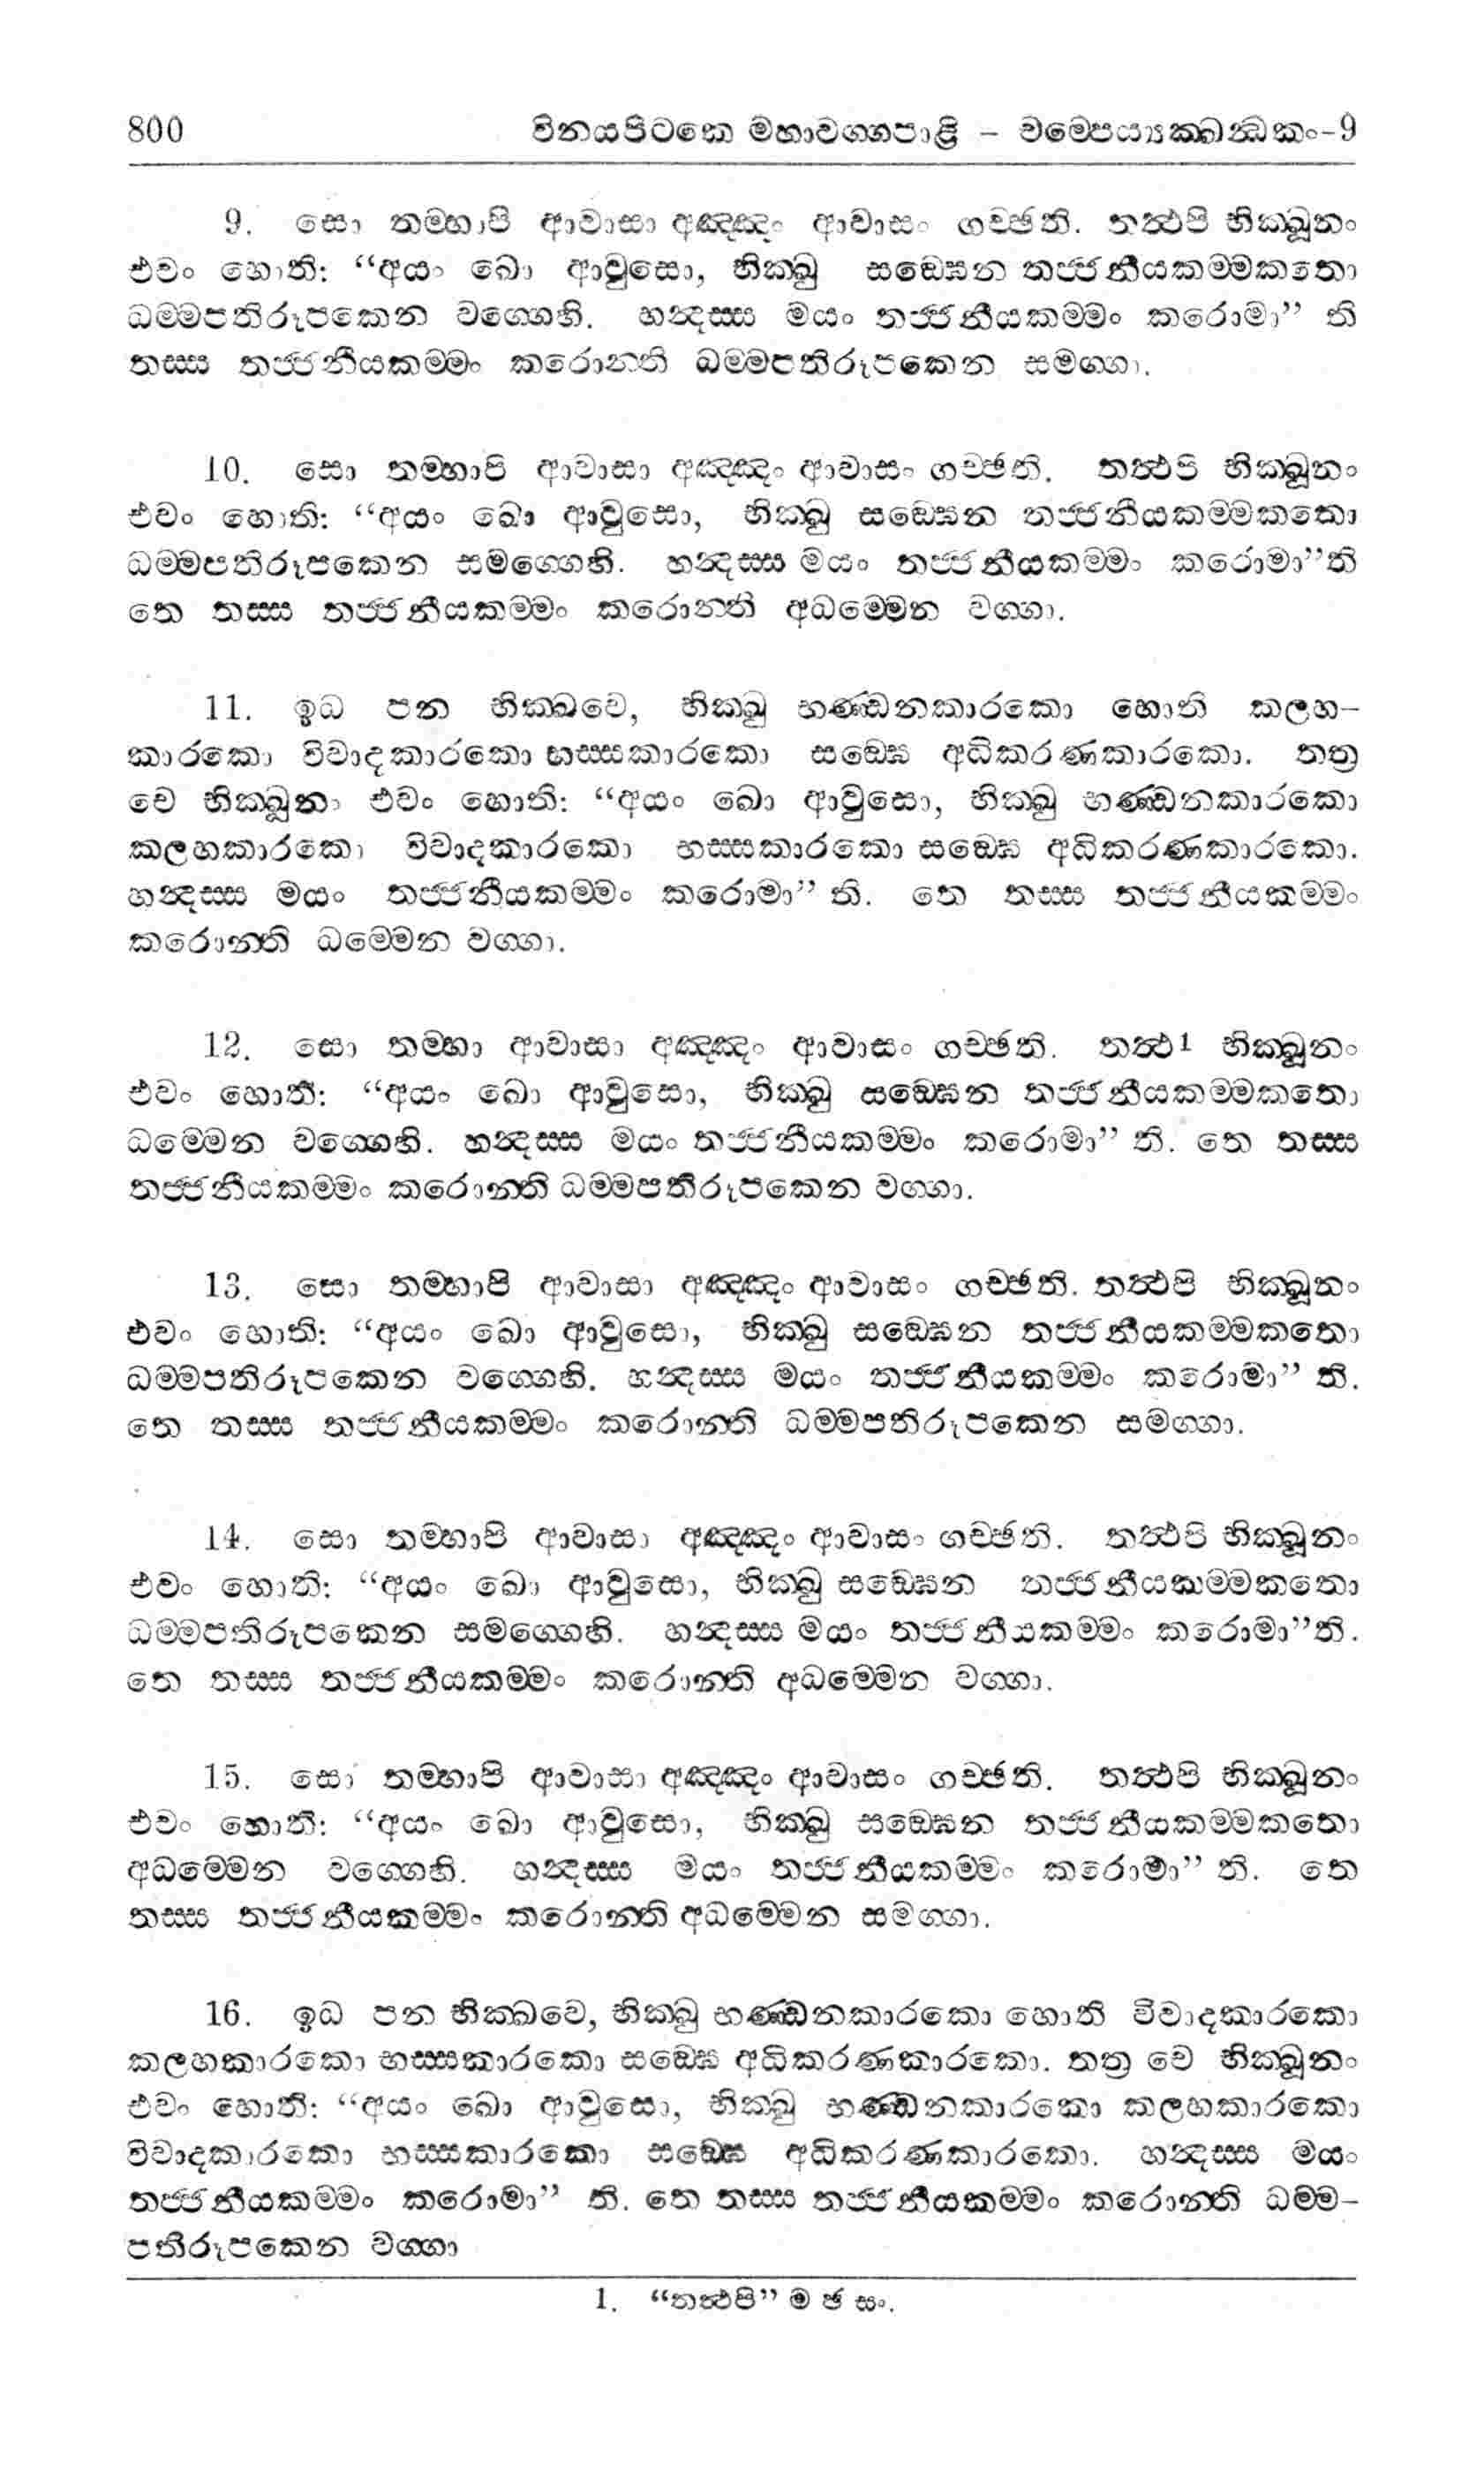 800 විනයපිටකෙ මහාවග්ගපාළි – චම්පෙය්‍යක්ඛන්ධකං-9
9. සො තම්හාපි ආවාසා අඤ්ඤං ආවාසං ගච්ඡති. තත්‍ථපි භික්ඛූනං
එවං හොති: “අයං ඛො ආවුසො, භික්ඛු සඞ්ඝෙන තජ්ජනීයකම්මකතො
ධම්මපතිරූපකෙන වග්ගෙහි. හන්‍දස්ස මයං තජ්ජනීයකම්මං කරොමා” ති
තස්ස තජ්ජනීයකම්මං කරොන්ති ධම්මපතිරූපකෙන සමග්ගා.
10. සො තම්හාපි ආවාසා අඤ්ඤං ආවාසං ගච්ඡති. තත්‍ථපි භික්ඛූනං
එවං හොති: “අයං ඛො ආවුසො, භික්ඛු සඞ්ඝෙන තජ්ජනීයකම්මකතො
ධම්මපතිරූපකෙන සමග්ගෙහි. හන්‍දස්ස මයං තජ්ජනීයකම්මං කරොමා”ති
තෙ තස්ස තජ්ජනීයකම්මං කරොන්ති අධම්මෙන වග්ගා.
11. ඉධ පන භික්ඛවෙ, භික්ඛු භණ්ඩනකාරකො හොති කලහ-
කාරකො විවාදකාරකො භස්සකාරකො සඞ්ඝෙ අධිකරණකාරකො. තත්‍ර
චෙ භික්ඛූනං එවං හොති: “අයං ඛො ආවුසො, භික්ඛු භණ්ඩනකාරකො
කලහකාරකො විවාදකාරකො භස්සකාරකො සඞ්ඝෙ අධිකරණකාරකො.
හන්‍දස්ස මයං තජ්ජනීයකම්මං කරොමා” ති. තෙ තස්ස තජ්ජනීයකම්මං
කරොන්ති ධම්මෙන වග්ගා.
12. සො තම්හා ආවාසා අඤ්ඤං ආවාසං ගච්ඡති. තත්‍ථ1 භික්ඛූනං
එවං හොති: “අයං ඛො ආවුසො, භික්ඛු සඞ්ඝෙන තජ්ජනීයකම්මකතො
ධම්මෙන වග්ගෙහි. හන්‍දස්ස මයං තජ්ජනීයකම්මං කරොමා” ති. තෙ තස්ස
තජ්ජනීයකම්මං කරොන්ති ධම්මපතිරූපකෙන වග්ගා.
13. සො තම්හාපි ආවාසා අඤ්ඤං ආවාසං ගච්ඡති. තත්‍ථපි භික්ඛූනං
එවං හොති: “අයං ඛො ආවුසො, භික්ඛු සඞ්ඝෙන තජ්ජනීයකම්මකතො
ධම්මපතිරූපකෙන වග්ගෙහි. හන්‍දස්ස මයං තජ්ජනීයකම්මං කරොමා” ති.
තෙ තස්ස තජ්ජනීයකම්මං කරොන්ති ධම්මපතිරූපකෙන සමග්ගා.
14. සො තම්හාපි ආවාසා අඤ්ඤං ආවාසං ගච්ඡති. තත්‍ථපි භික්ඛූනං
එවං හොති: “අයං ඛො ආවුසො, භික්ඛු සඞ්ඝෙන තජ්ජනීයකම්මකතො
ධම්මපතිරූපකෙන සමග්ගෙහි. හන්‍දස්ස මයං තජ්ජනීයකම්මං කරොමා”ති.
තෙ තස්ස තජ්ජනීයකම්මං කරොන්ති අධම්මෙන වග්ගා.
15. සො තම්හාපි ආවාසා අඤ්ඤං ආවාසං ගච්ඡති. තත්‍ථපි භික්ඛූනං
එවං හොති: “අයං ඛො ආවුසො, භික්ඛු සඞ්ඝෙන තජ්ජනීයකම්මකතො
අධම්මෙන වග්ගෙහි. හන්‍දස්ස මයං තජ්ජනීයකම්මං කරොමා” ති. තෙ
තස්ස තජ්ජනීයකම්මං කරොන්ති අධම්මෙන සමග්ගා.
16. ඉධ පන භික්ඛවෙ, භික්ඛු භණ්ඩනකාරකො හොති විවාදකාරකො
කලහකාරකො භස්සකාරකො සඞ්ඝෙ අධිකරණකාරකො. තත්‍ර චෙ භික්ඛූනං
එවං හොති: “අයං ඛො ආවුසො, භික්ඛු භණ්ඩනකාරකො කලහකාරකො
විවාදකාරකො භස්සකාරකො සඞ්ඝෙ අධිකරණකාරකො. හන්‍දස්ස මයං
තජ්ජනීයකම්මං කරොමා” ති. තෙ තස්ස තජ්ජනීයකම්මං කරොන්ති ධම්ම-
පතිරූපකෙන වග්ගා
1. “තත්‍ථපි” ම ඡ සං.